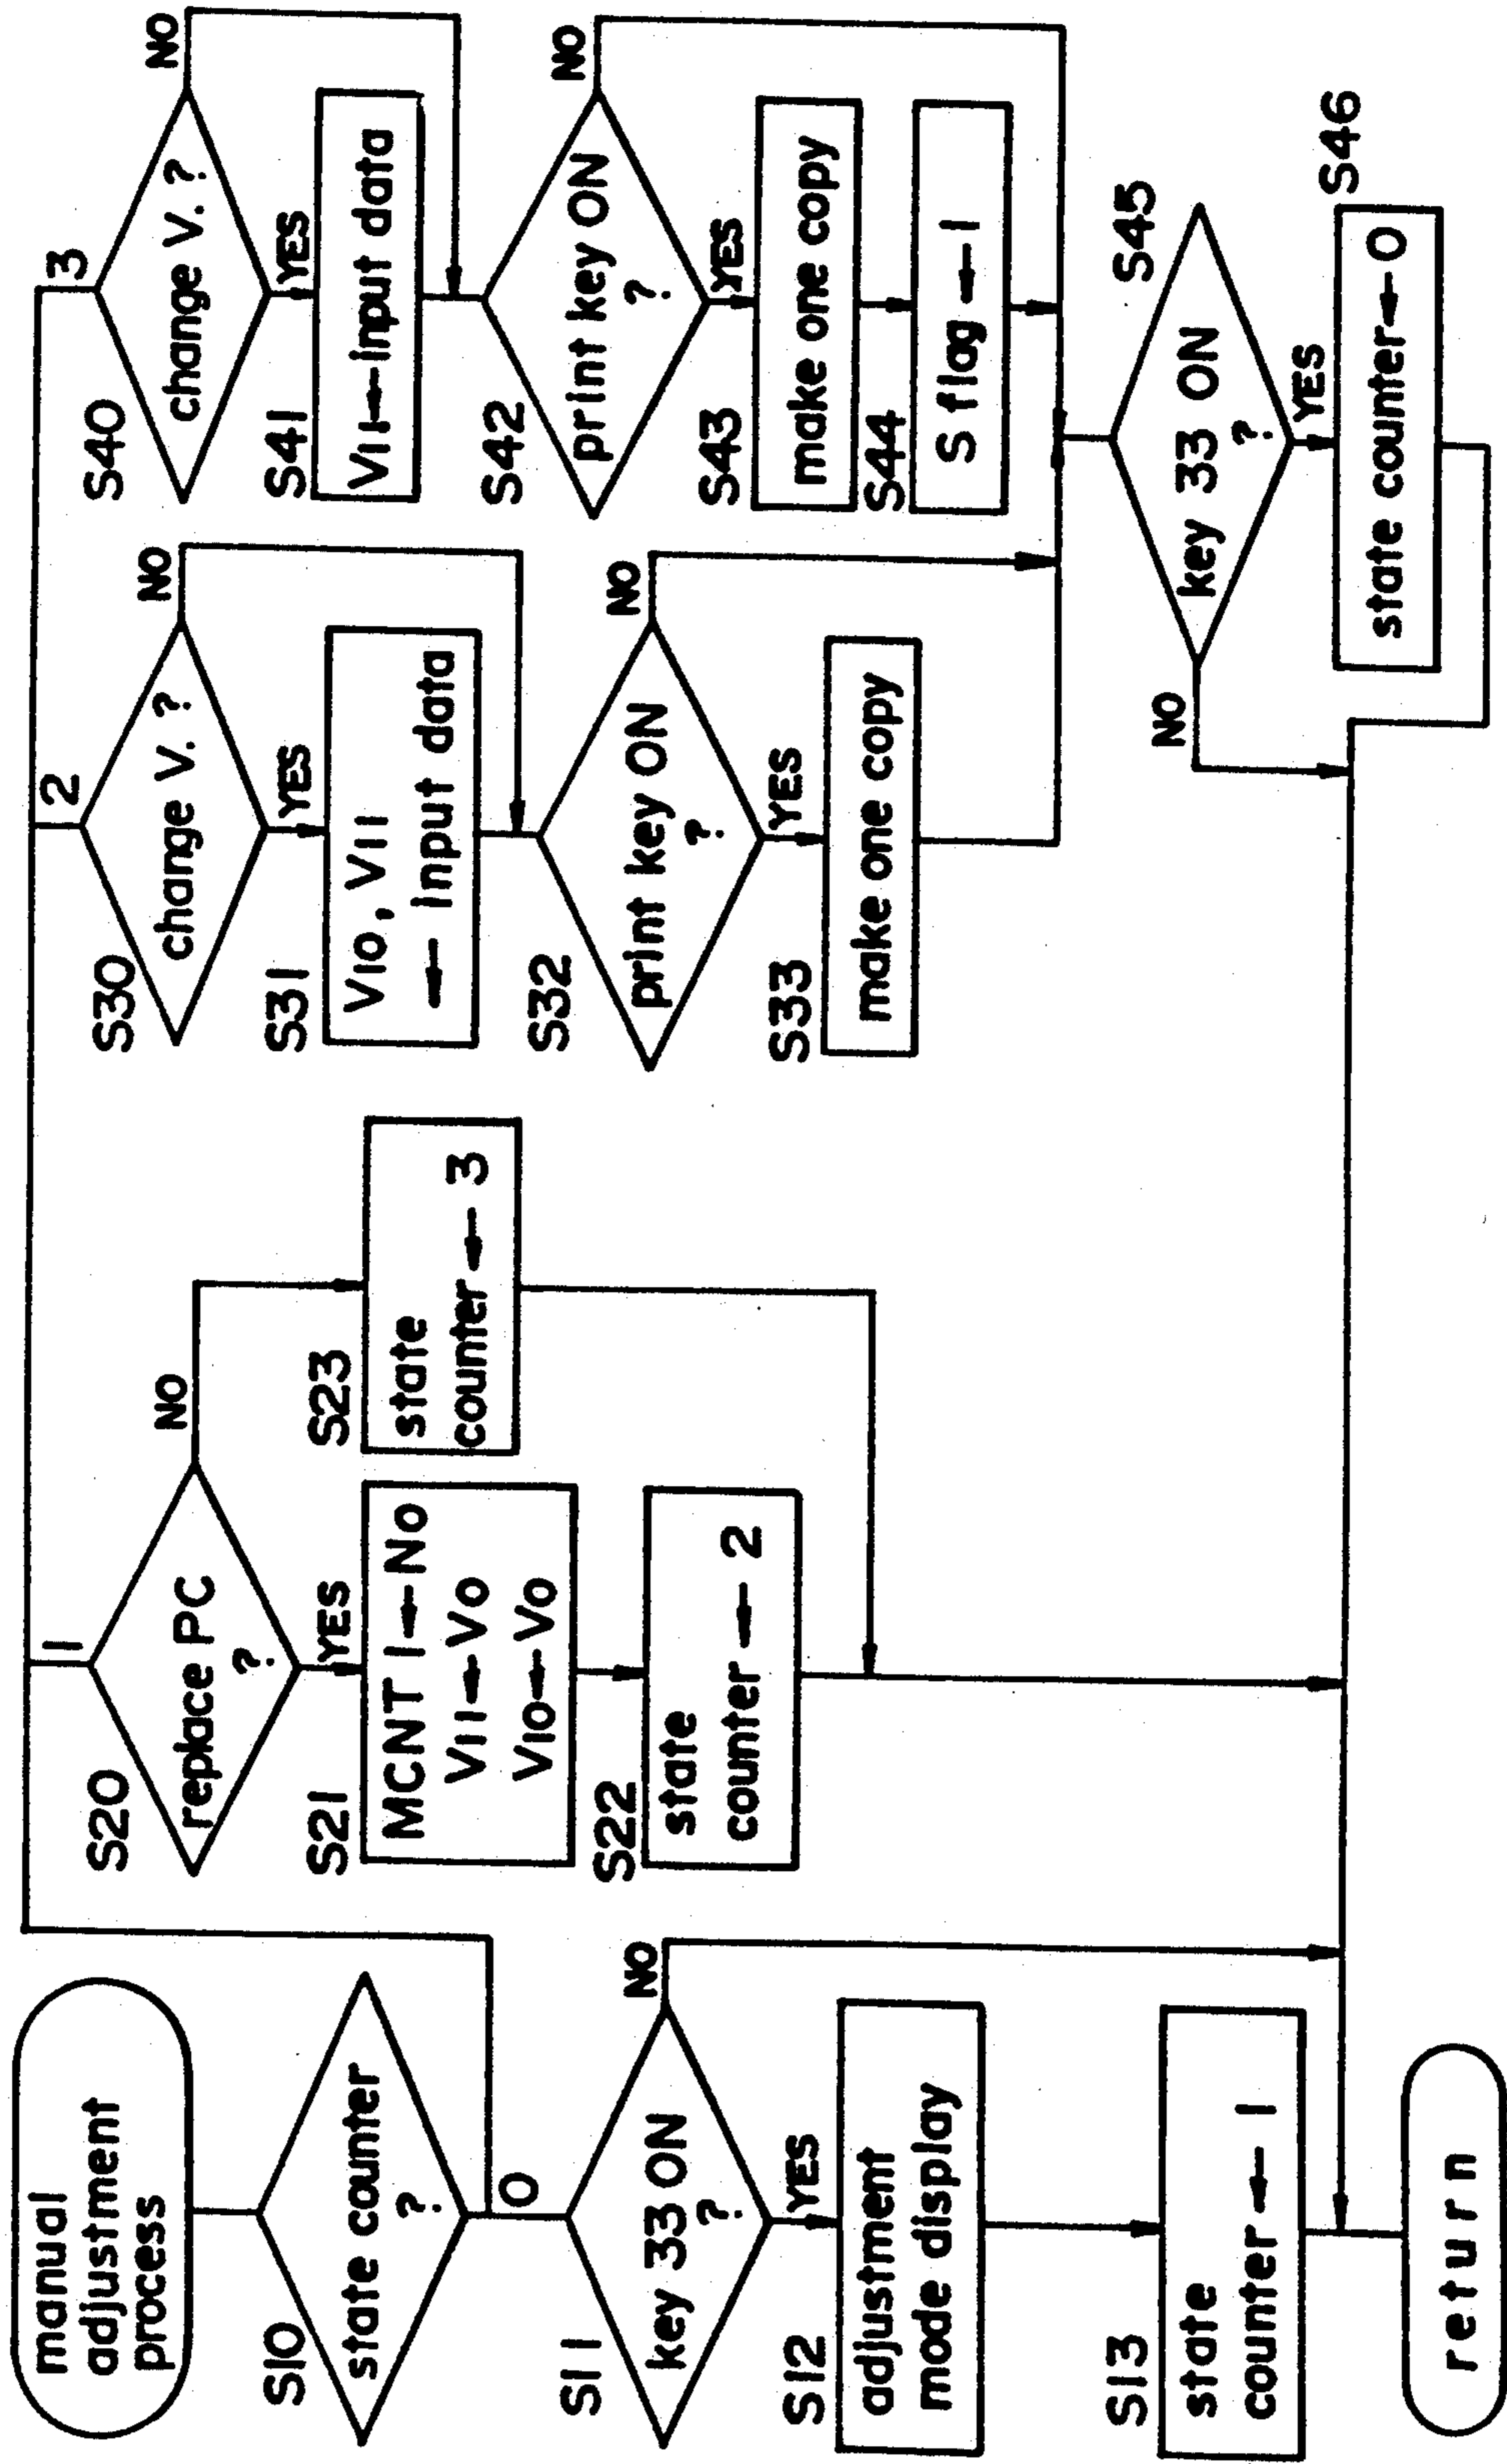 manual
adjustment
process
S10
state counter
?
0
S11
key 33 ON
?
NO
YES
S12
adjustment
mode display
S13
state
counter ← 1
return
1
S20
replace PC
?
NO
YES
S21
MCNT 1←No
V11←Vo
V10←Vo
S22
state
counter ← 2
S23
state
counter ← 3
2
S30
change V. ?
NO
YES
S31
V10, V11
← input data
S32
print key ON
?
NO
YES
S33
make one copy
3
S40
change V. ?
NO
YES
S41
V11←input data
S42
print key ON
?
NO
YES
S43
make one copy
S44
S flag ←1
S45
key 33 ON
?
NO
YES
S46
state counter←0